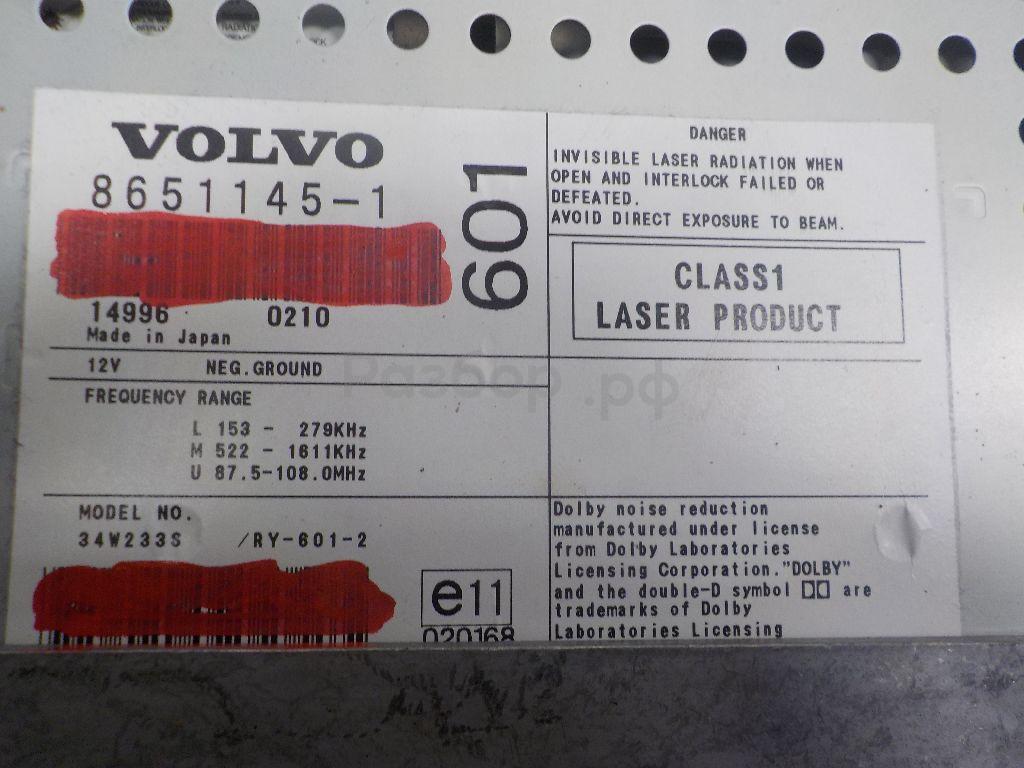 VOLVO
8651145-1
14996 0210
Made in Japan
601
12V NEG.GROUND
FREQUENCY RANGE
L 153 - 279KHz
M 522 - 1611KHz
U 87.5-108.0MHz
MODEL NO.
34W233S /RY-601-2
e11
020168
DANGER
INVISIBLE LASER RADIATION WHEN
OPEN AND INTERLOCK FAILED OR
DEFEATED.
AVOID DIRECT EXPOSURE TO BEAM.
CLASS1
LASER PRODUCT
Dolby noise reduction
manufactured under license
from Dolby Laboratories
Licensing Corporation."DOLBY"
and the double-D symbol are
trademarks of Dolby
Laboratories Licensing
Разбор.рф